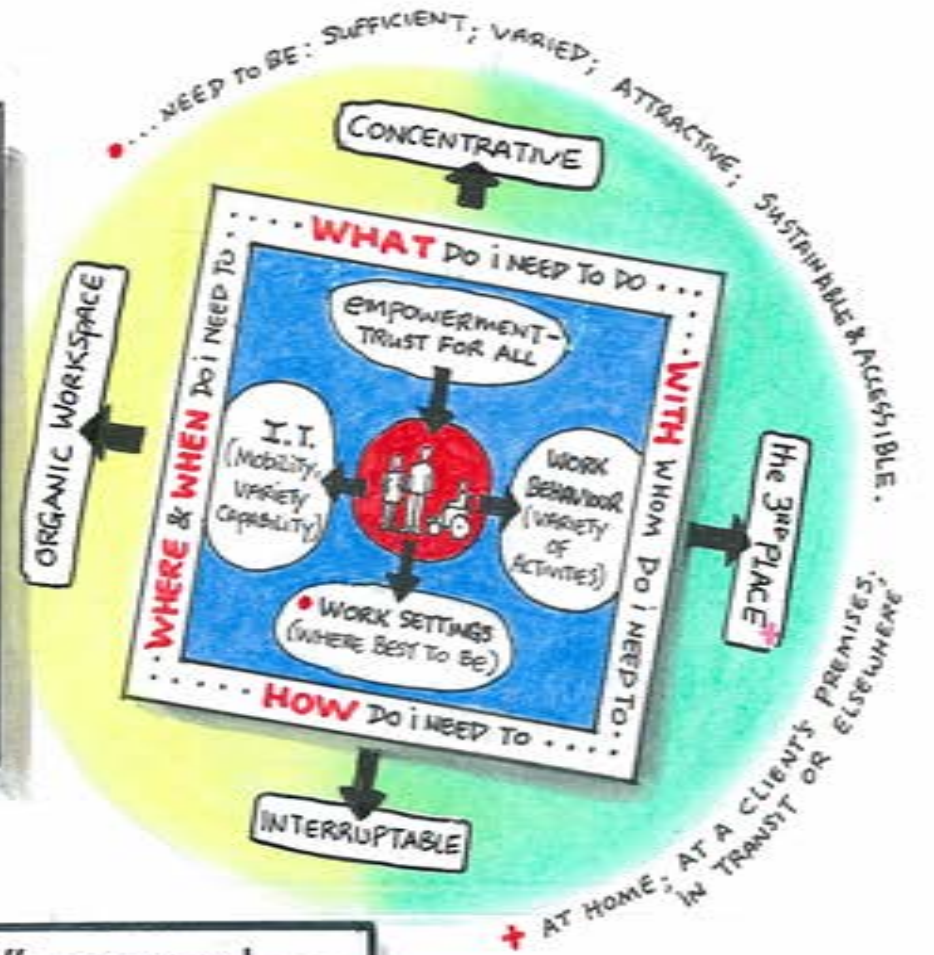 •... NEED TO BE: SUFFICIENT; VARIED; ATTRACTIVE; SUSTAINABLE & ACCESSIBLE.
CONCENTRATIVE
....WHAT DO i NEED TO DO...
EMPOWERMENT-
TRUST FOR ALL
ORGANIC WORKSPACE
.WHERE & WHEN DO i NEED TO..
I.T.
(MOBILITY,
VARIETY
CAPABILITY)
WORK
BEHAVIOUR
(VARIETY
OF
ACTIVITIES)
..WITH WHOM DO i NEED TO..
the 3RD PLACE+
• WORK SETTINGS
(WHERE BEST TO BE)
.....HOW DO i NEED TO ....
INTERRUPTABLE
+ AT HOME; AT A CLIENT'S PREMISES;
IN TRANSIT OR ELSEWHERE